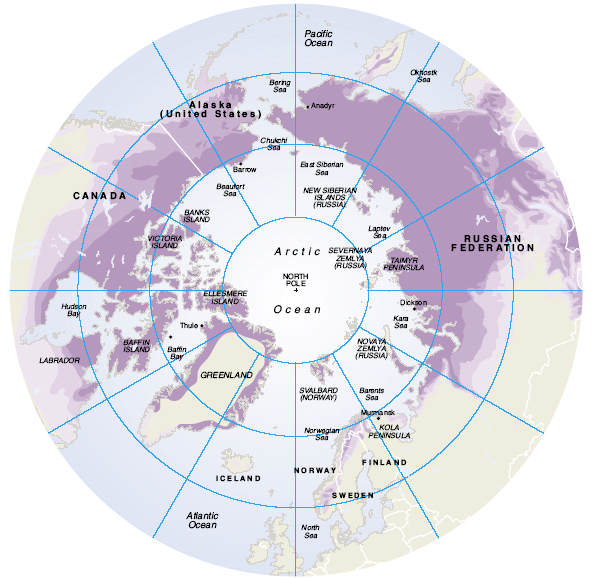 Pacific
Ocean
Okhostk
Sea
Bering
Sea
Alaska
(United States)
Anadyr
Chukchi
Sea
Barrow
East Siberian
Sea
Beaufort
Sea
NEW SIBERIAN
ISLANDS
(RUSSIA)
CANADA
BANKS
ISLAND
Laptev
Sea
VICTORIA
ISLAND
Arctic
SEVERNAYA
ZEMLYA
(RUSSIA)
TAIMYR
PENINSULA
RUSSIAN
FEDERATION
NORTH
POLE
ELLESMERE
ISLAND
Ocean
Dickson
Hudson
Bay
Thule
Kara
Sea
BAFFIN
ISLAND
Baffin
Bay
NOVAYA
ZEMLYA
(RUSSIA)
LABRADOR
GREENLAND
SVALBARD
(NORWAY)
Barents
Sea
Murmansk
Norwegian
Sea
KOLA
PENINSULA
FINLAND
NORWAY
ICELAND
SWEDEN
Atlantic
Ocean
North
Sea